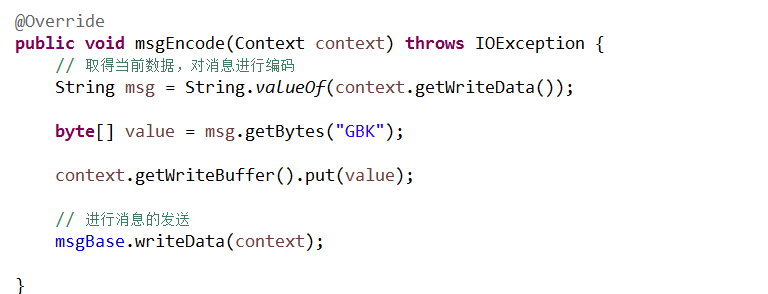 @Override
public void msgEncode(Context context) throws IOException {
// 取得当前数据，对消息进行编码
String msg = String.valueOf(context.getWriteData());
byte[] value = msg.getBytes("GBK");
context.getWriteBuffer().put(value);
// 进行消息的发送
msgBase.writeData(context);
}